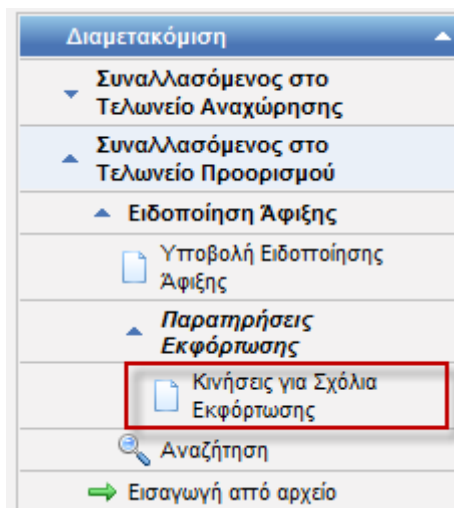 Διαμετακόμιση
Συναλλασόμενος στο
Τελωνείο Αναχώρησης
Συναλλασόμενος στο
Τελωνείο Προορισμού
Ειδοποίηση Άφιξης
Υποβολή Ειδοποίησης
Άφιξης
Παρατηρήσεις
Εκφόρτωσης
Κινήσεις για Σχόλια
Εκφόρτωσης
Αναζήτηση
Εισαγωγή από αρχείο